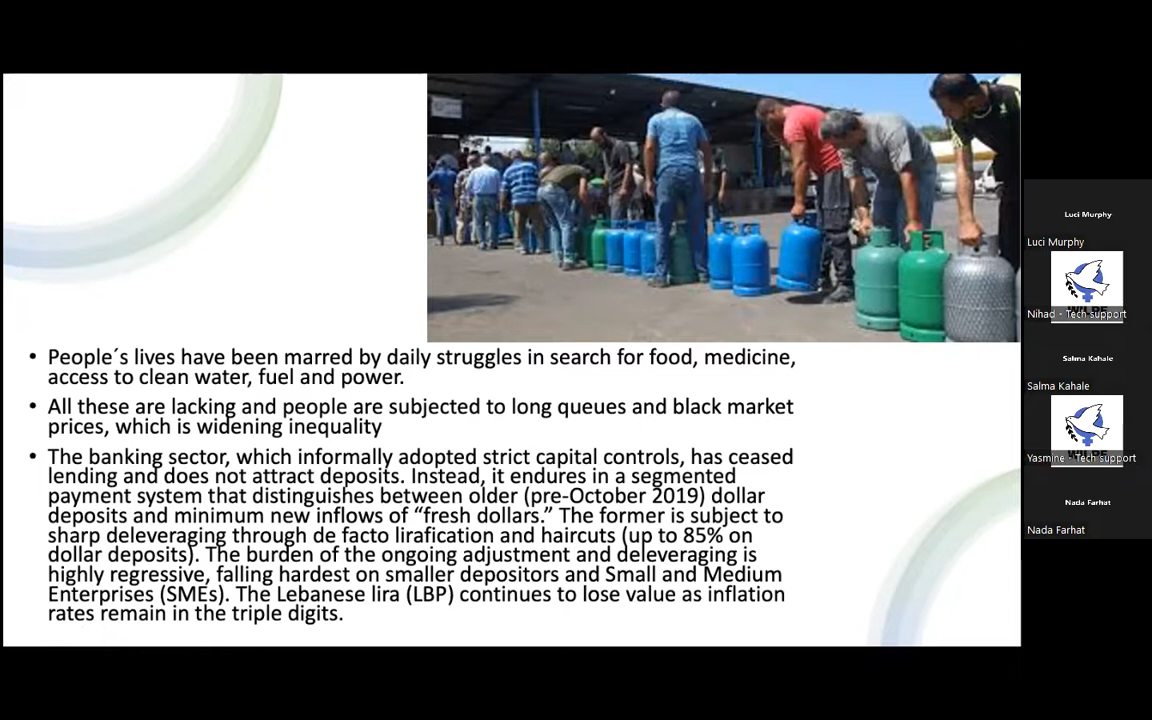 • People´s lives have been marred by daily struggles in search for food, medicine,
access to clean water, fuel and power.
• All these are lacking and people are subjected to long queues and black market
prices, which is widening inequality
• The banking sector, which informally adopted strict capital controls, has ceased
lending and does not attract deposits. Instead, it endures in a segmented
payment system that distinguishes between older (pre-October 2019) dollar
deposits and minimum new inflows of “fresh dollars.” The former is subject to
sharp deleveraging through de facto lirafication and haircuts (up to 85% on
dollar deposits). The burden of the ongoing adjustment and deleveraging is
highly regressive, falling hardest on smaller depositors and Small and Medium
Enterprises (SMEs). The Lebanese lira (LBP) continues to lose value as inflation
rates remain in the triple digits.
Luci Murphy
Luci Murphy
Nihad - Tech support
Salma Kahale
Salma Kahale
Yasmine - Tech support
Nada Farhat
Nada Farhat